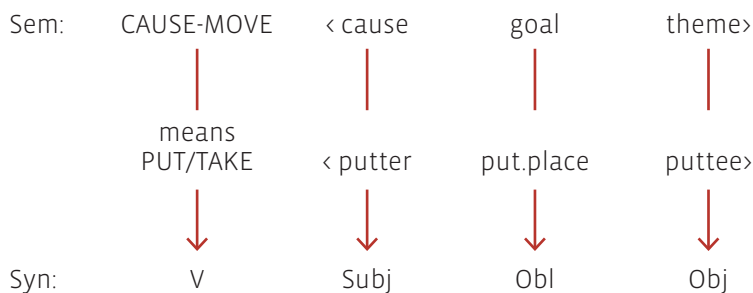 Sem: CAUSE-MOVE ‹ cause goal theme›
means
PUT/TAKE ‹ putter put.place puttee›
Syn: V Subj Obl Obj